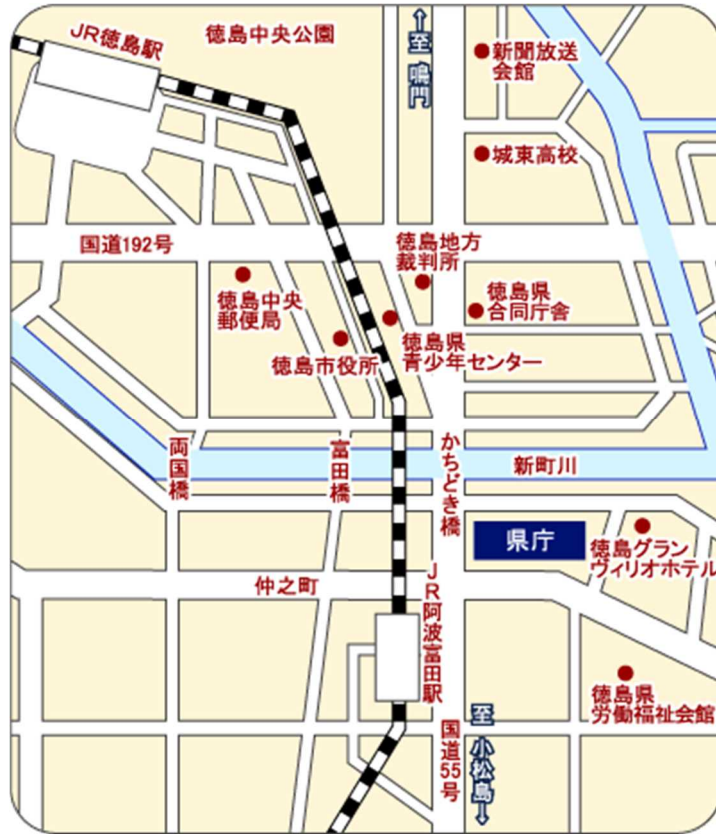 JR徳島駅
徳島中央公園
←至 鳴門
新聞放送
会館
城東高校
国道192号
徳島地方
裁判所
徳島中央
郵便局
徳島県
合同庁舎
徳島市役所
徳島県
青少年センター
両国橋
富田橋
かちどき橋
新町川
県庁
徳島グラン
ヴィリオホテル
仲之町
JR阿波富田駅
徳島県
労働福祉会館
国道55号
至 小松島→